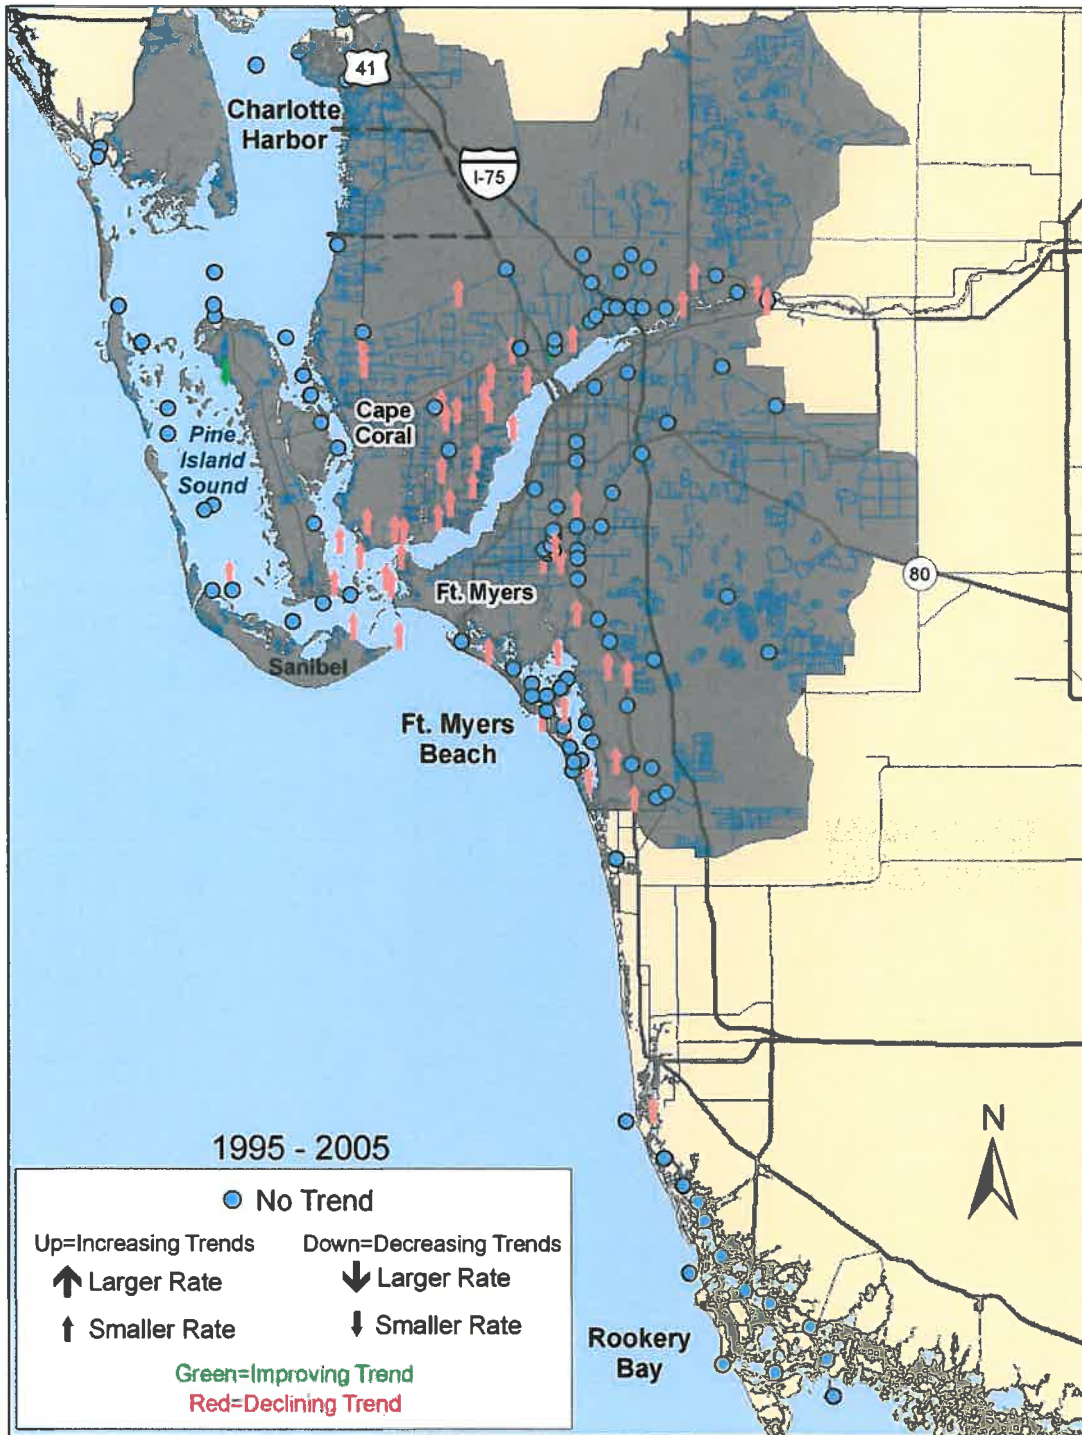 41
Charlotte
Harbor
I-75
Cape
Coral
Pine
Island
Sound
80
Ft. Myers
Sanibel
Ft. Myers
Beach
N
1995 - 2005
No Trend
Up=Increasing Trends Down=Decreasing Trends
Larger Rate Larger Rate
Smaller Rate Smaller Rate
Green=Improving Trend
Red=Declining Trend
Rookery
Bay